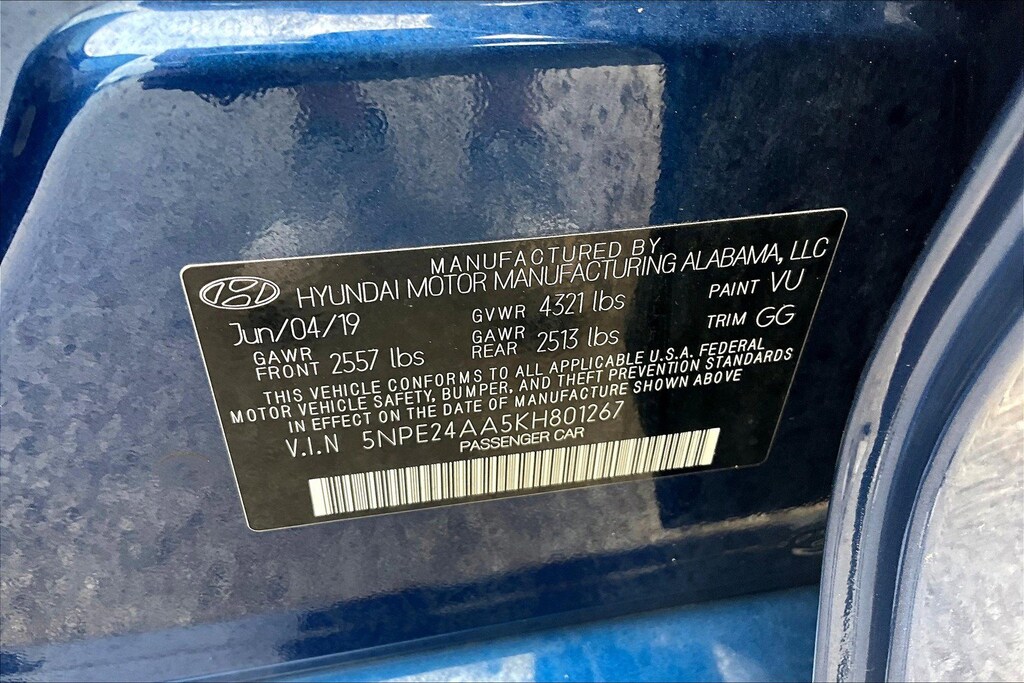 MANUFACTURED BY
HYUNDAI MOTOR MANUFACTURING ALABAMA, LLC
Jun/04/19 GVWR 4321 lbs PAINT VU
GAWR FRONT 2557 lbs GAWR REAR 2513 lbs TRIM GG
THIS VEHICLE CONFORMS TO ALL APPLICABLE U.S.A. FEDERAL
MOTOR VEHICLE SAFETY, BUMPER, AND THEFT PREVENTION STANDARDS
IN EFFECT ON THE DATE OF MANUFACTURE SHOWN ABOVE
V.I.N 5NPE24AA5KH801267
PASSENGER CAR